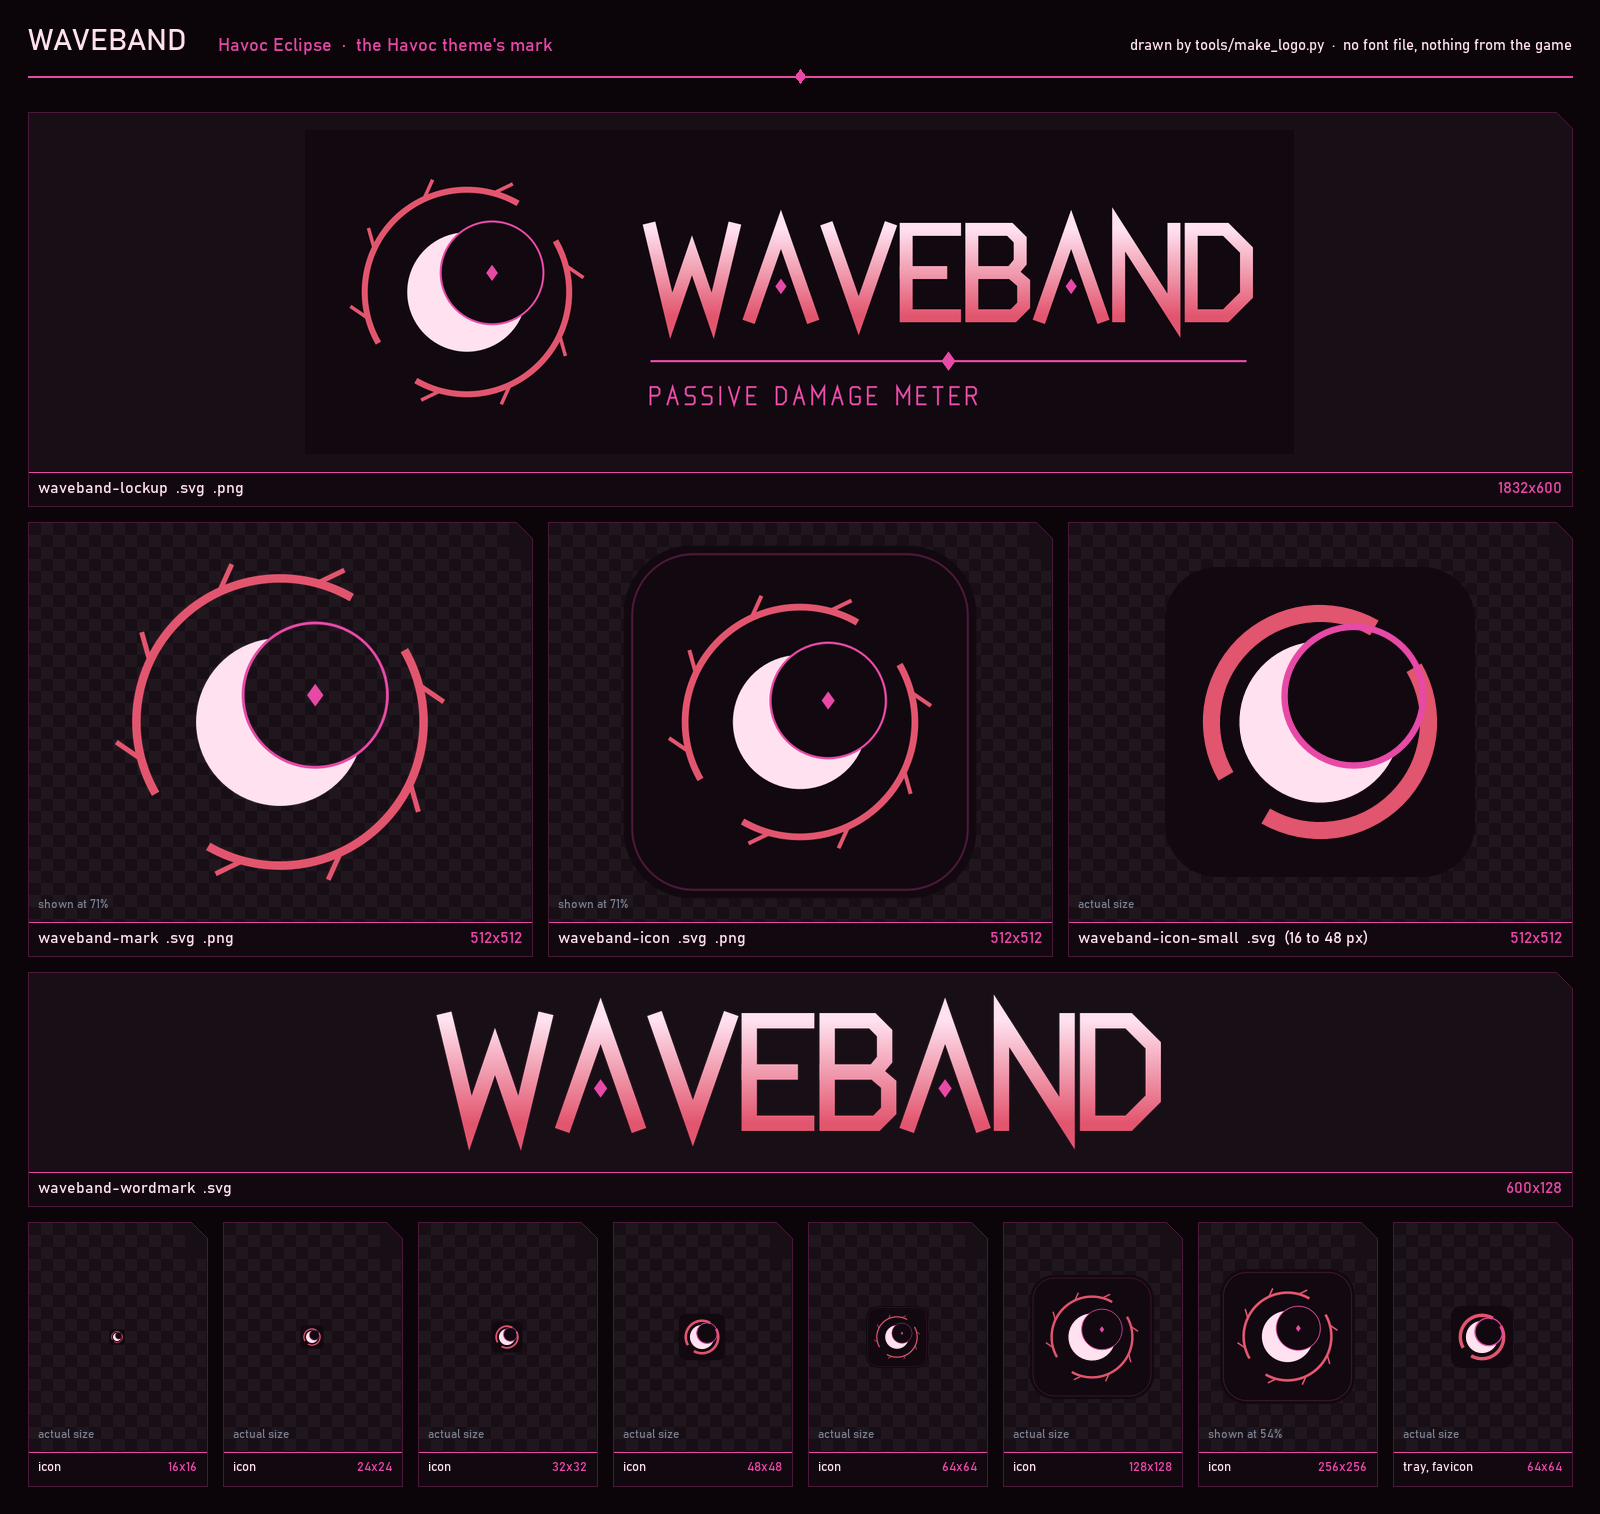 WAVEBAND Havoc Eclipse · the Havoc theme's mark drawn by tools/make_logo.py · no font file, nothing from the game
WAVEBAND
PASSIVE DAMAGE METER
waveband-lockup .svg .png 1832x600
shown at 71% shown at 71% actual size
waveband-mark .svg .png 512x512 waveband-icon .svg .png 512x512 waveband-icon-small .svg (16 to 48 px) 512x512
WAVEBAND
waveband-wordmark .svg 600x128
actual size actual size actual size actual size actual size actual size shown at 54% actual size
icon 16x16 icon 24x24 icon 32x32 icon 48x48 icon 64x64 icon 128x128 icon 256x256 tray, favicon 64x64